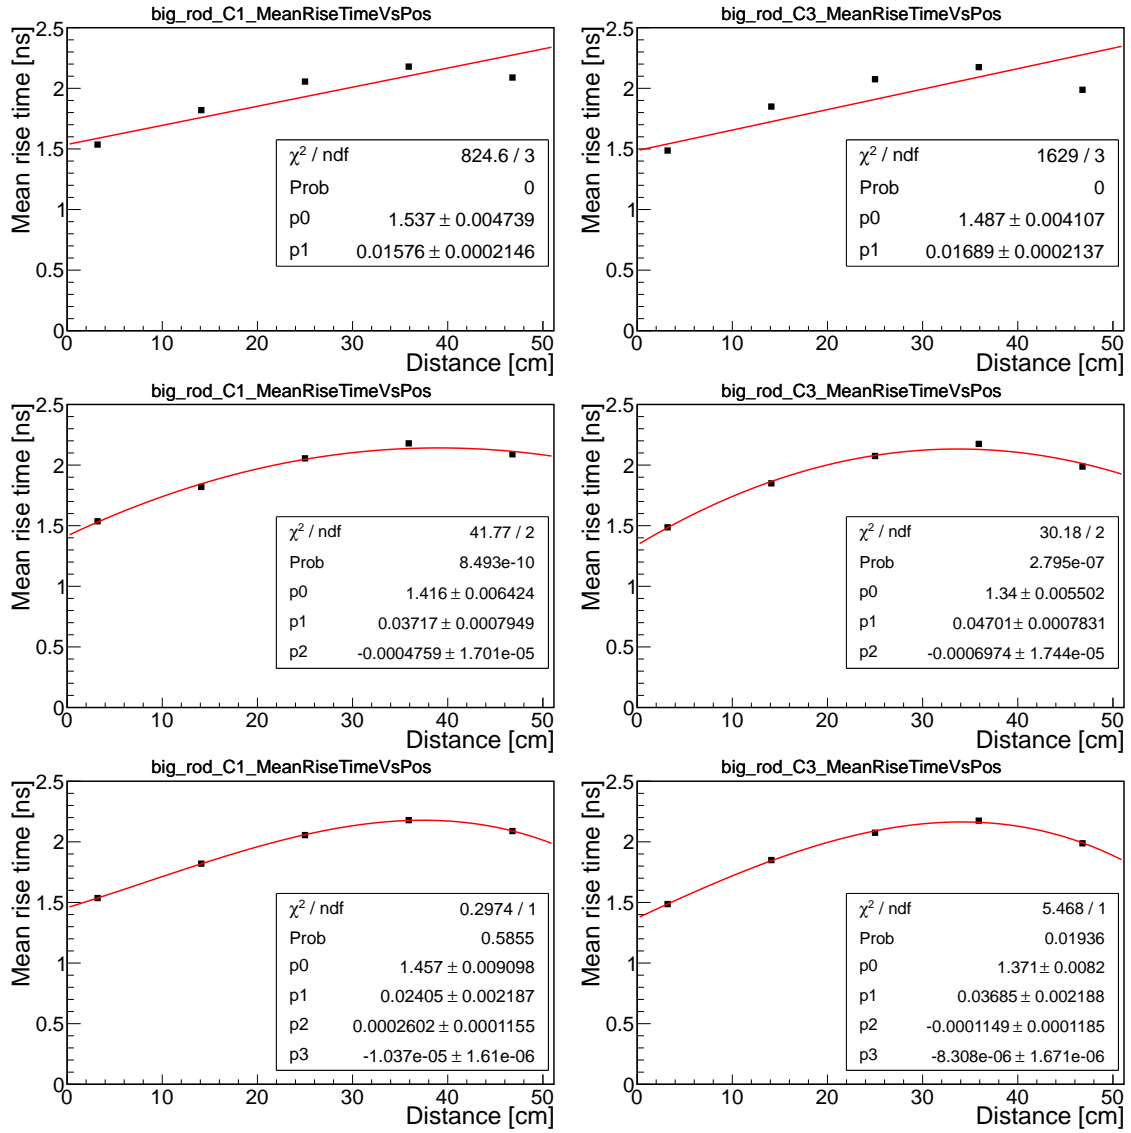 big_rod_C1_MeanRiseTimeVsPos
Mean rise time [ns]
2.5
2
1.5
1
0.5
0
χ² / ndf 824.6 / 3
Prob 0
p0 1.537 ± 0.004739
p1 0.01576 ± 0.0002146
0 10 20 30 40 50
Distance [cm]
big_rod_C3_MeanRiseTimeVsPos
Mean rise time [ns]
2.5
2
1.5
1
0.5
0
χ² / ndf 1629 / 3
Prob 0
p0 1.487 ± 0.004107
p1 0.01689 ± 0.0002137
0 10 20 30 40 50
Distance [cm]
big_rod_C1_MeanRiseTimeVsPos
Mean rise time [ns]
2.5
2
1.5
1
0.5
0
χ² / ndf 41.77 / 2
Prob 8.493e-10
p0 1.416 ± 0.006424
p1 0.03717 ± 0.0007949
p2 -0.0004759 ± 1.701e-05
0 10 20 30 40 50
Distance [cm]
big_rod_C3_MeanRiseTimeVsPos
Mean rise time [ns]
2.5
2
1.5
1
0.5
0
χ² / ndf 30.18 / 2
Prob 2.795e-07
p0 1.34 ± 0.005502
p1 0.04701 ± 0.0007831
p2 -0.0006974 ± 1.744e-05
0 10 20 30 40 50
Distance [cm]
big_rod_C1_MeanRiseTimeVsPos
Mean rise time [ns]
2.5
2
1.5
1
0.5
0
χ² / ndf 0.2974 / 1
Prob 0.5855
p0 1.457 ± 0.009098
p1 0.02405 ± 0.002187
p2 0.0002602 ± 0.0001155
p3 -1.037e-05 ± 1.61e-06
0 10 20 30 40 50
Distance [cm]
big_rod_C3_MeanRiseTimeVsPos
Mean rise time [ns]
2.5
2
1.5
1
0.5
0
χ² / ndf 5.468 / 1
Prob 0.01936
p0 1.371 ± 0.0082
p1 0.03685 ± 0.002188
p2 -0.0001149 ± 0.0001185
p3 -8.308e-06 ± 1.671e-06
0 10 20 30 40 50
Distance [cm]